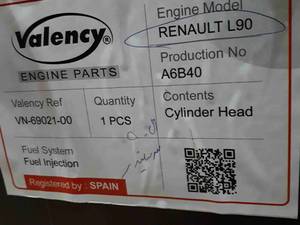 Valency®
ENGINE PARTS
Engine Model
RENAULT L90
Production No
A6B40
Valency Ref
VN-69021-00
Quantity
1 PCS
Contents
Cylinder Head
Fuel System
Fuel Injection
Registered by : SPAIN